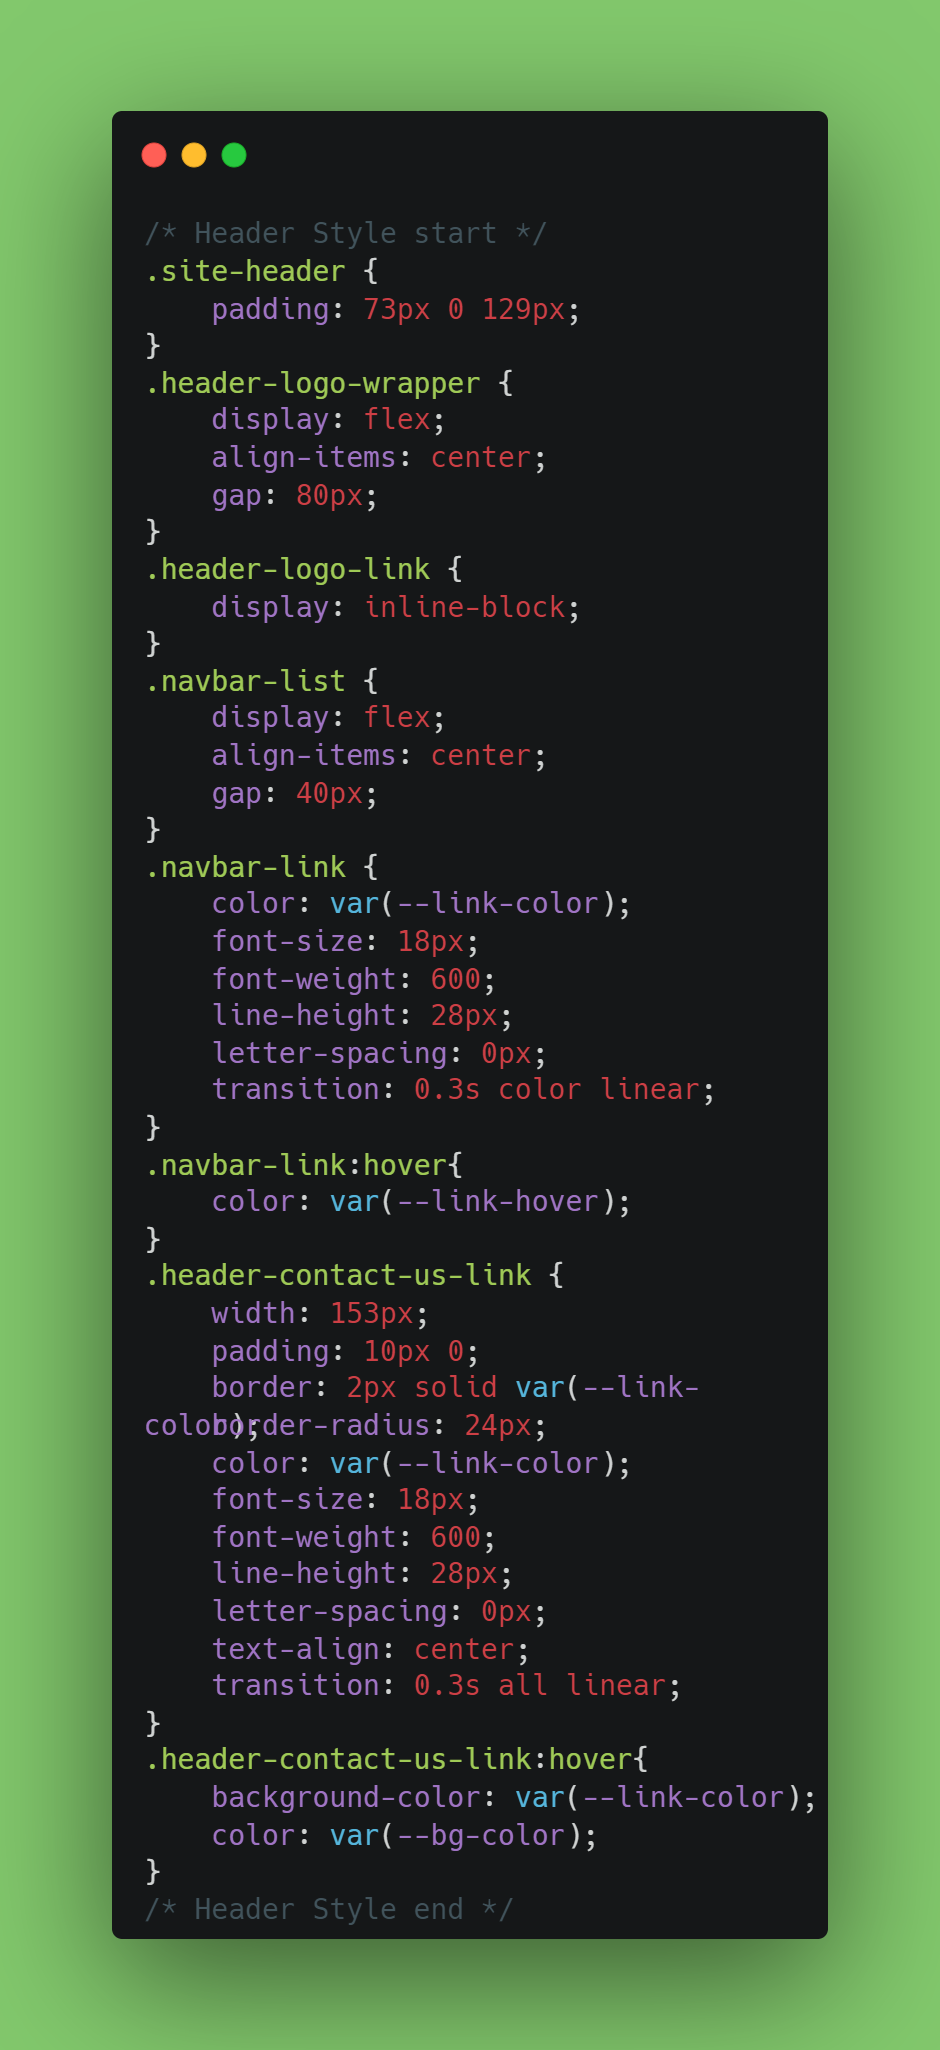 /* Header Style start */
.site-header {
    padding: 73px 0 129px;
}
.header-logo-wrapper {
    display: flex;
    align-items: center;
    gap: 80px;
}
.header-logo-link {
    display: inline-block;
}
.navbar-list {
    display: flex;
    align-items: center;
    gap: 40px;
}
.navbar-link {
    color: var(--link-color);
    font-size: 18px;
    font-weight: 600;
    line-height: 28px;
    letter-spacing: 0px;
    transition: 0.3s color linear;
}
.navbar-link:hover{
    color: var(--link-hover);
}
.header-contact-us-link {
    width: 153px;
    padding: 10px 0;
    border: 2px solid var(--link-
color);
    border-radius: 24px;
    color: var(--link-color);
    font-size: 18px;
    font-weight: 600;
    line-height: 28px;
    letter-spacing: 0px;
    text-align: center;
    transition: 0.3s all linear;
}
.header-contact-us-link:hover{
    background-color: var(--link-color);
    color: var(--bg-color);
}
/* Header Style end */